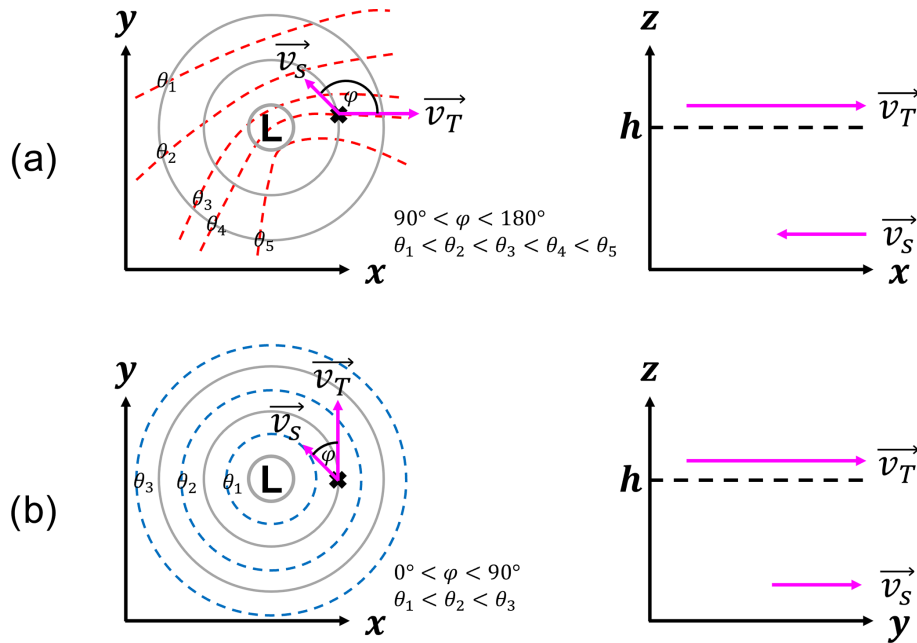 (a)
y
x
L
θ₁
θ₂
θ₃
θ₄
θ₅
v_S
φ
v_T
90° < φ < 180°
θ₁ < θ₂ < θ₃ < θ₄ < θ₅
z
h
x
v_T
v_S
(b)
y
x
L
θ₃ θ₂ θ₁
v_T
v_S
φ
0° < φ < 90°
θ₁ < θ₂ < θ₃
z
h
y
v_T
v_S